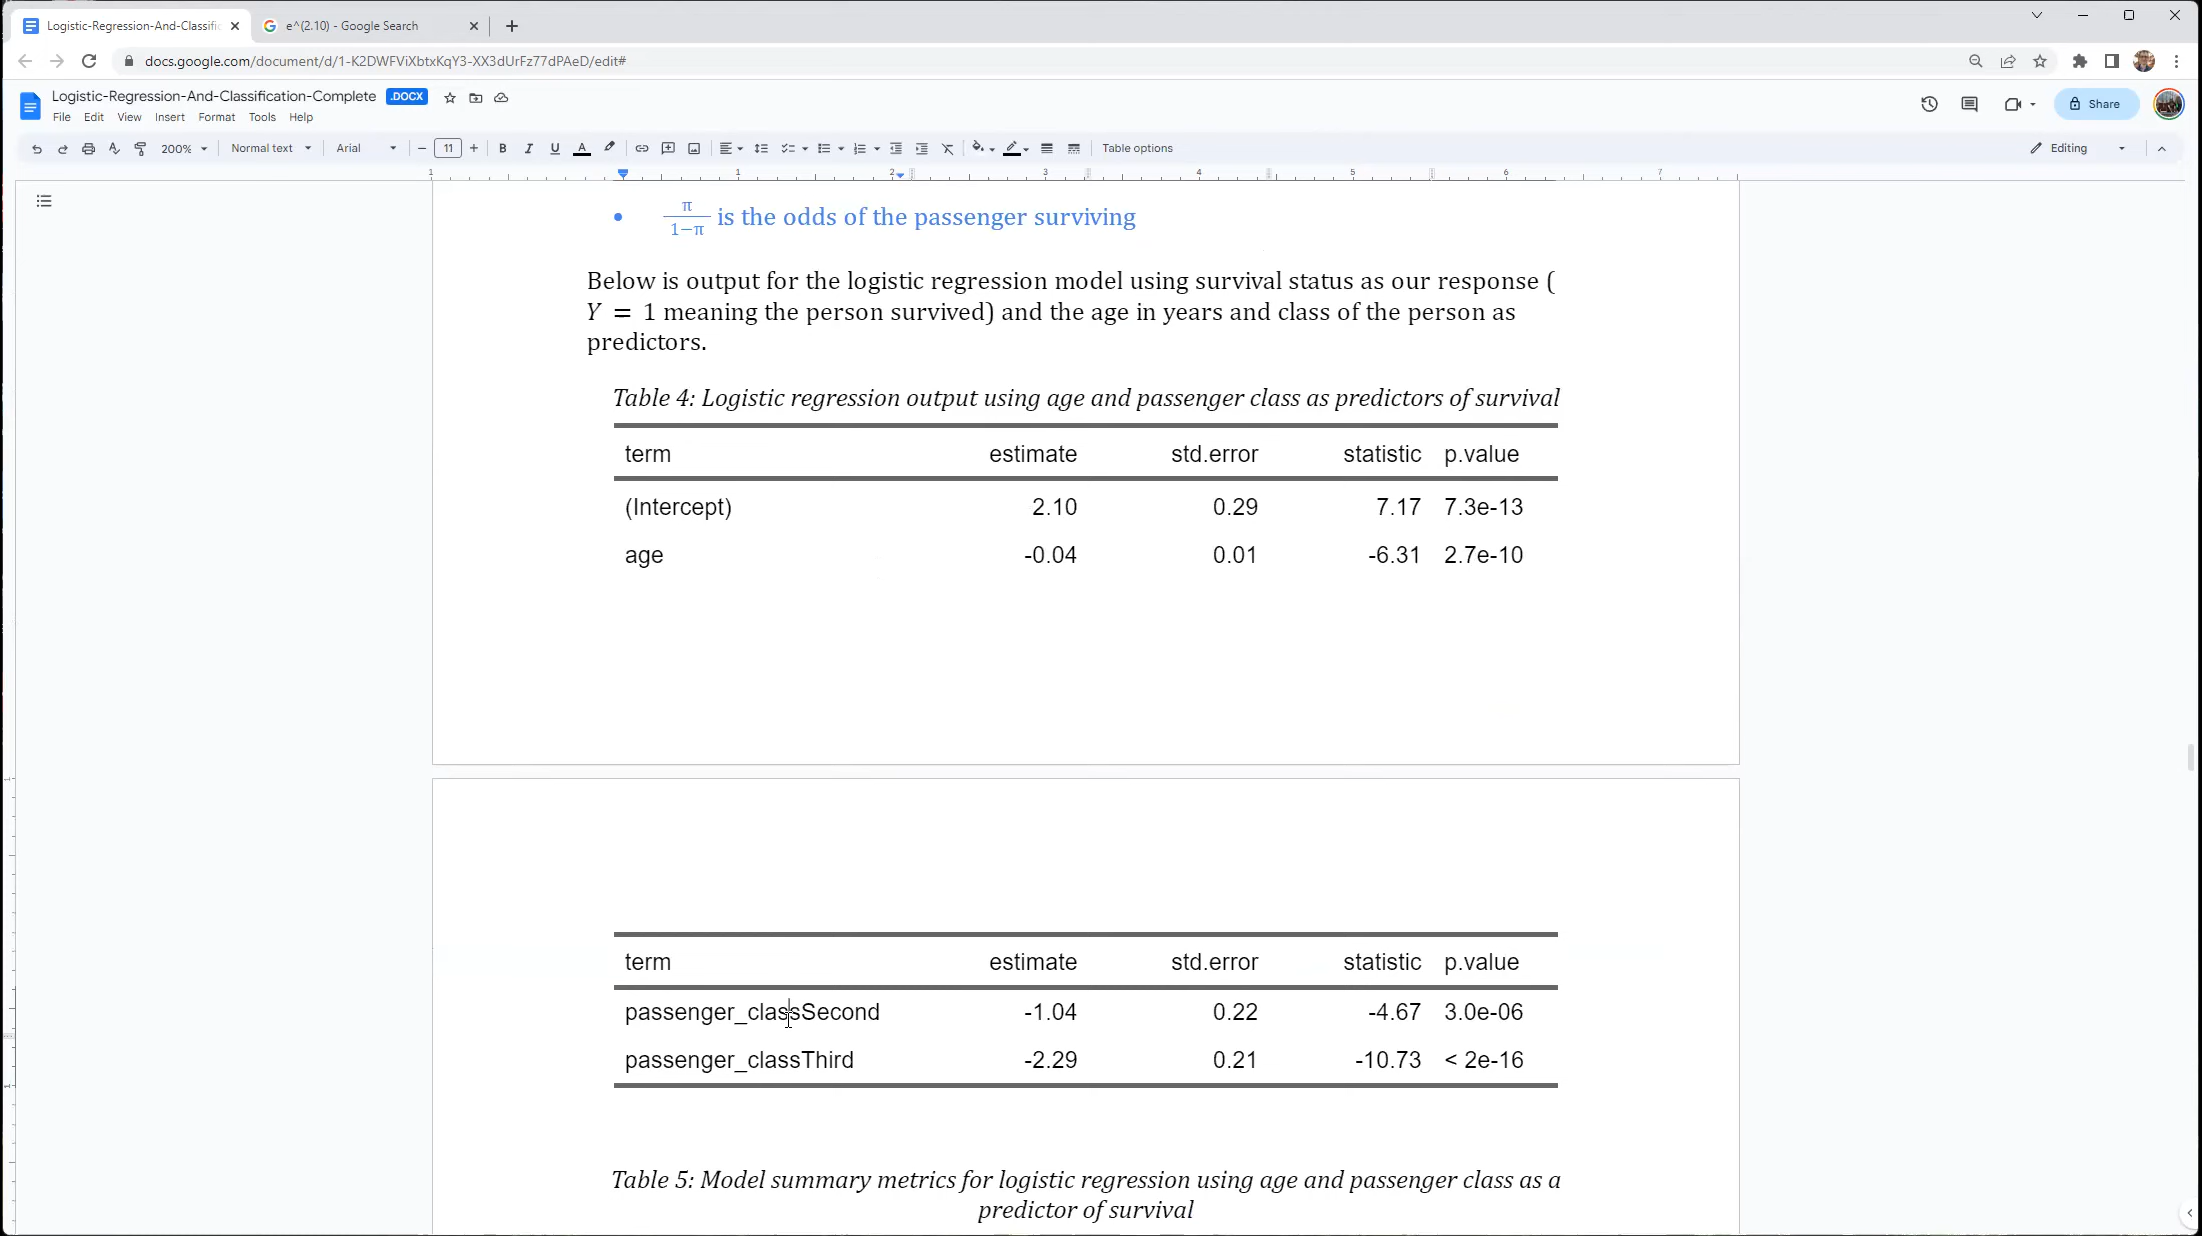 Logistic-Regression-And-Classific
e^(2.10) - Google Search
docs.google.com/document/d/1-K2DWFViXbtxKqY3-XX3dUrFz77dPAeD/edit#
Logistic-Regression-And-Classification-Complete .DOCX
Share
File Edit View Insert Format Tools Help
200% Normal text Arial − 11 + B I U A Table options Editing
1 1 2 3 4 5 6 7
• π
1−π is the odds of the passenger surviving
Below is output for the logistic regression model using survival status as our response (
Y = 1 meaning the person survived) and the age in years and class of the person as
predictors.
Table 4: Logistic regression output using age and passenger class as predictors of survival
term estimate std.error statistic p.value
(Intercept) 2.10 0.29 7.17 7.3e-13
age -0.04 0.01 -6.31 2.7e-10
term estimate std.error statistic p.value
passenger_classSecond -1.04 0.22 -4.67 3.0e-06
passenger_classThird -2.29 0.21 -10.73 < 2e-16
Table 5: Model summary metrics for logistic regression using age and passenger class as a
predictor of survival